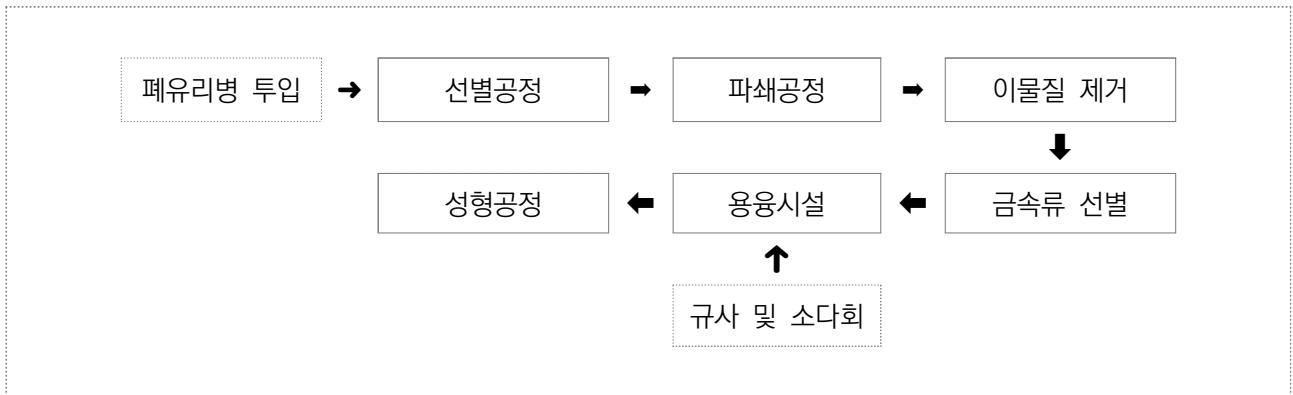 폐유리병 투입 → 선별공정 ➡ 파쇄공정 ➡ 이물질 제거
⬇
성형공정 ⬅ 용융시설 ⬅ 금속류 선별
↑
규사 및 소다회